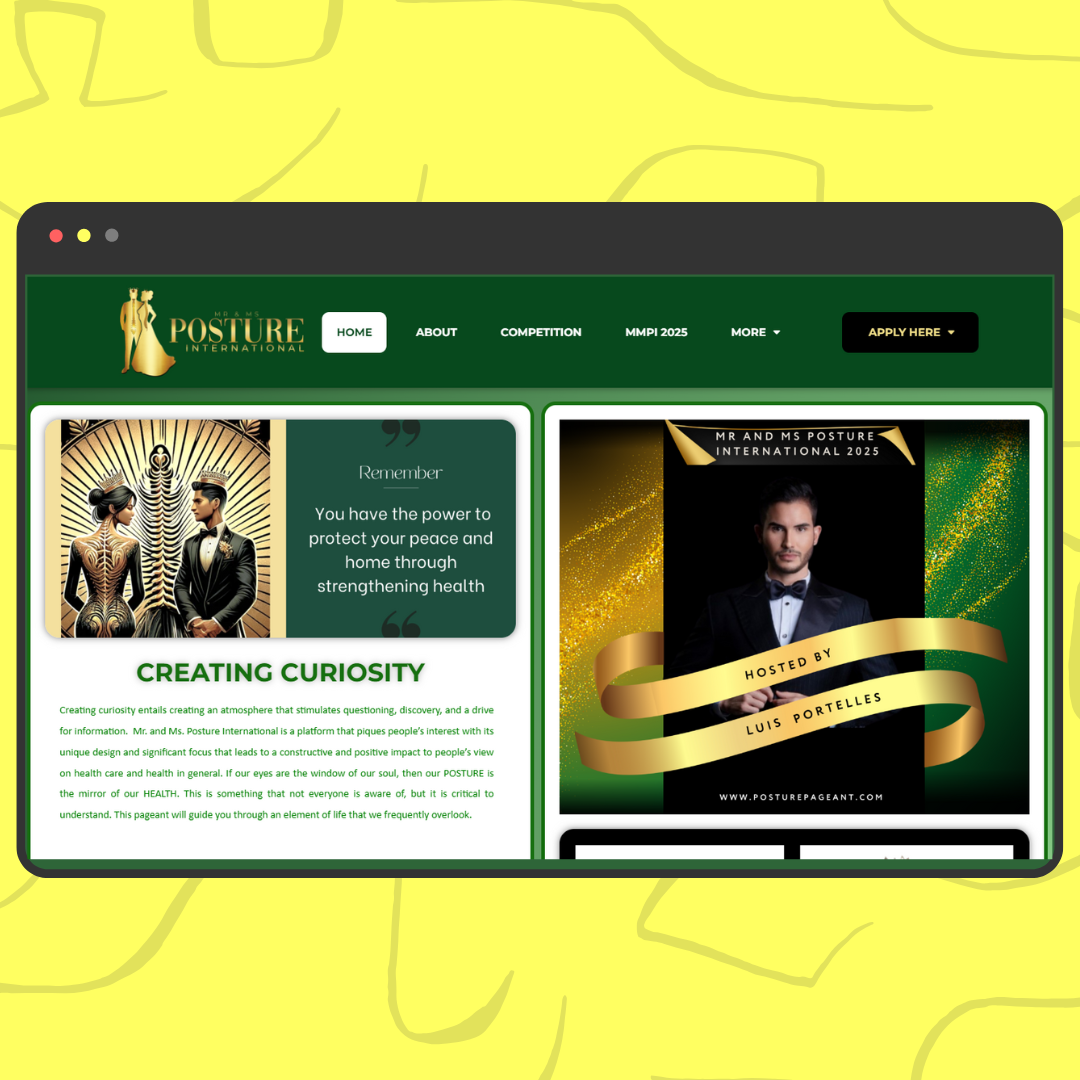 MR & MS
POSTURE
INTERNATIONAL
HOME
ABOUT
COMPETITION
MMPI 2025
MORE
APPLY HERE
Remember
You have the power to
protect your peace and
home through
strengthening health
CREATING CURIOSITY
Creating curiosity entails creating an atmosphere that stimulates questioning, discovery, and a drive
for information. Mr. and Ms. Posture International is a platform that piques people's interest with its
unique design and significant focus that leads to a constructive and positive impact to people's view
on health care and health in general. If our eyes are the window of our soul, then our POSTURE is
the mirror of our HEALTH. This is something that not everyone is aware of, but it is critical to
understand. This pageant will guide you through an element of life that we frequently overlook.
MR AND MS POSTURE
INTERNATIONAL 2025
HOSTED BY
LUIS PORTELLES
WWW.POSTUREPAGEANT.COM